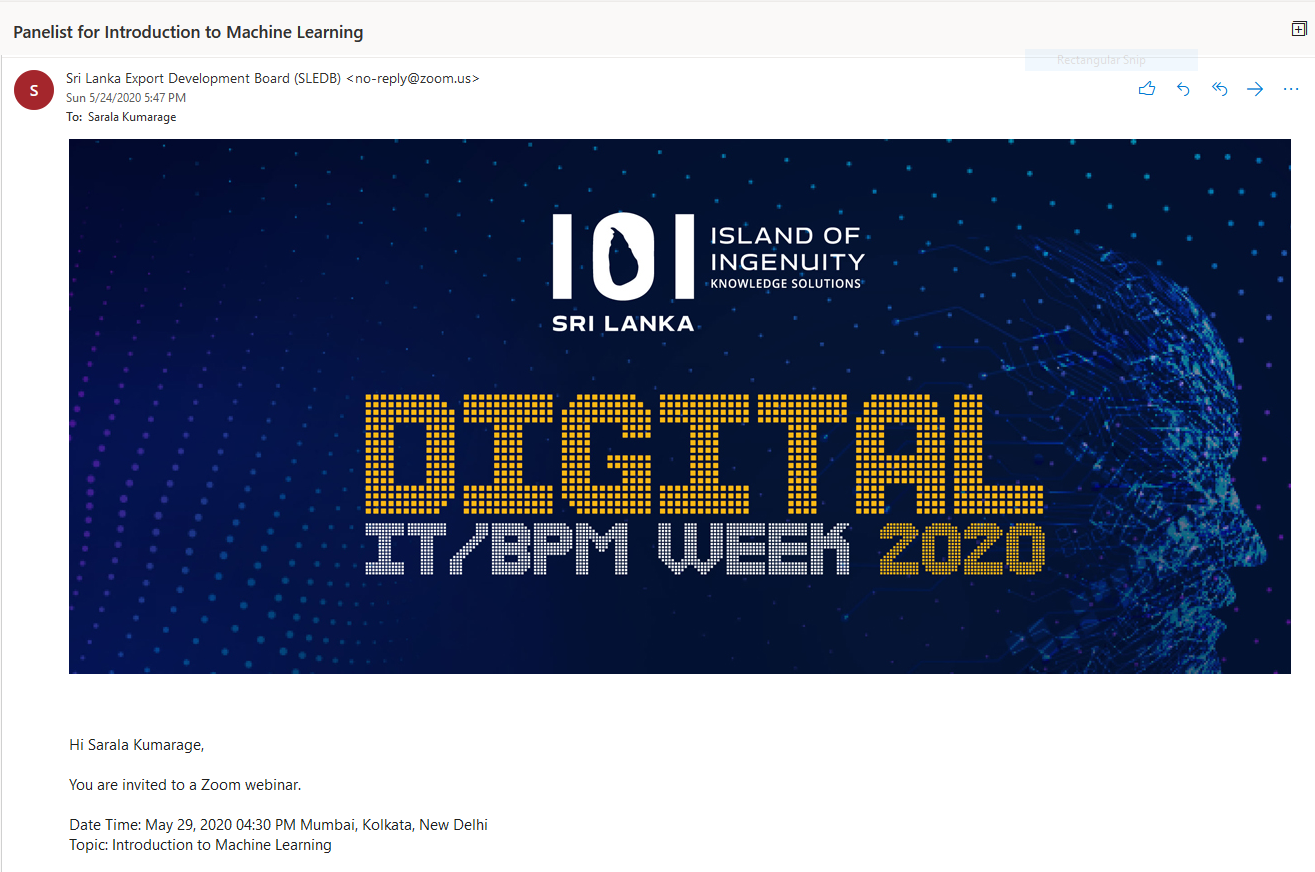 Panelist for Introduction to Machine Learning
Rectangular Snip
S
Sri Lanka Export Development Board (SLEDB) <no-reply@zoom.us>
Sun 5/24/2020 5:47 PM
To: Sarala Kumarage
IOI
ISLAND OF
INGENUITY
KNOWLEDGE SOLUTIONS
SRI LANKA
DIGITAL
IT/BPM WEEK 2020
Hi Sarala Kumarage,
You are invited to a Zoom webinar.
Date Time: May 29, 2020 04:30 PM Mumbai, Kolkata, New Delhi
Topic: Introduction to Machine Learning